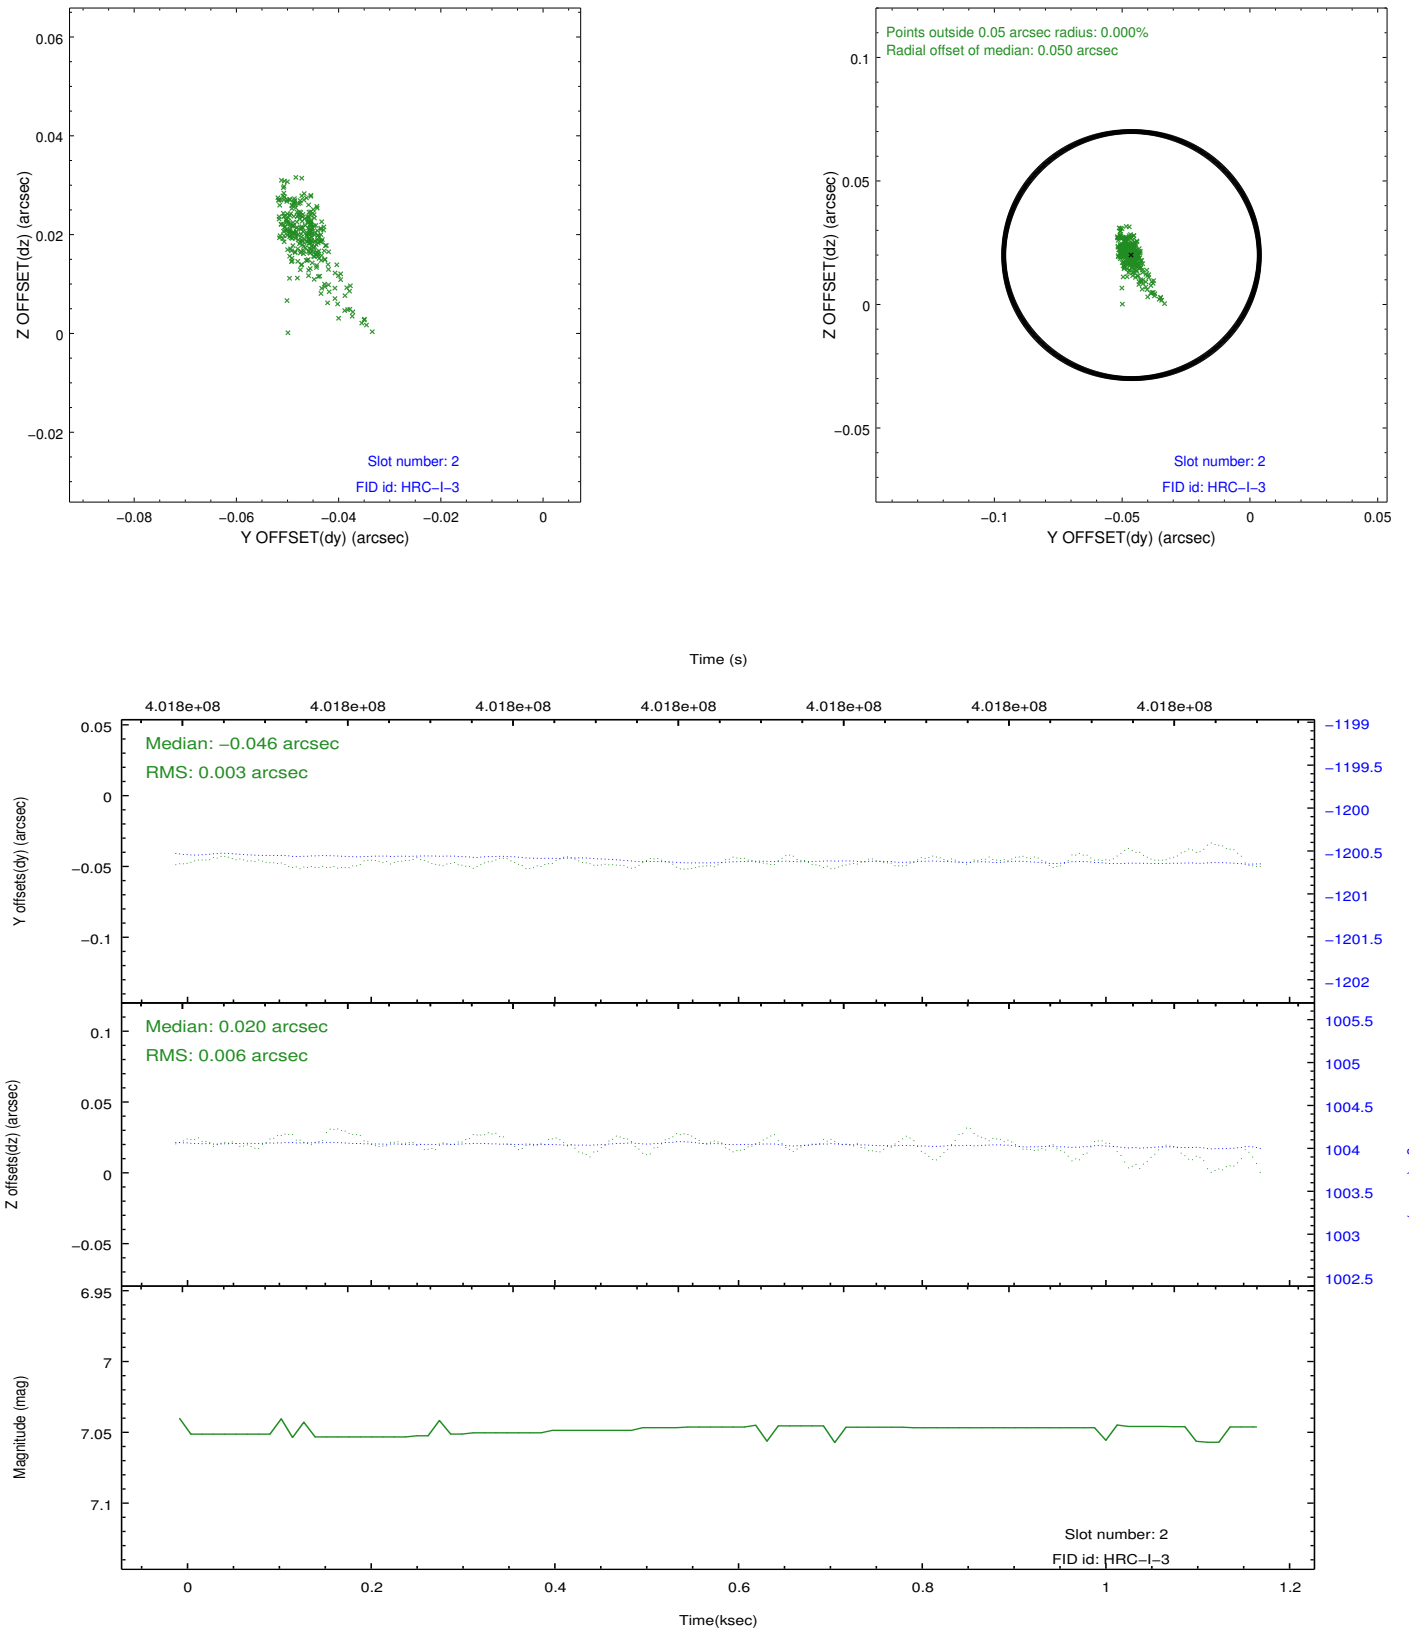 0.06
0.04
0.02
0
−0.02
Z OFFSET(dz) (arcsec)
Slot number: 2
FID id: HRC−I−3
−0.08 −0.06 −0.04 −0.02 0
Y OFFSET(dy) (arcsec)
Points outside 0.05 arcsec radius: 0.000%
Radial offset of median: 0.050 arcsec
0.1
0.05
0
−0.05
Z OFFSET(dz) (arcsec)
Slot number: 2
FID id: HRC−I−3
−0.1 −0.05 0 0.05
Y OFFSET(dy) (arcsec)
Time (s)
4.018e+08 4.018e+08 4.018e+08 4.018e+08 4.018e+08 4.018e+08 4.018e+08
Median: −0.046 arcsec
RMS: 0.003 arcsec
0.05
0
−0.05
−0.1
Y offsets(dy) (arcsec)
−1199
−1199.5
−1200
−1200.5
−1201
−1201.5
−1202
Median: 0.020 arcsec
RMS: 0.006 arcsec
0.1
0.05
0
−0.05
Z offsets(dz) (arcsec)
1005.5
1005
1004.5
1004
1003.5
1003
1002.5
6.95
7
7.05
7.1
Magnitude (mag)
Slot number: 2
FID id: HRC−I−3
0 0.2 0.4 0.6 0.8 1 1.2
Time(ksec)